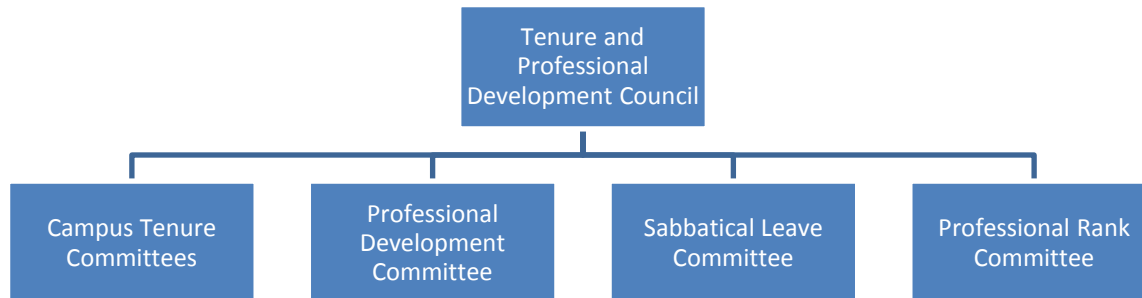 Tenure and
Professional
Development Council
Campus Tenure
Committees
Professional
Development
Committee
Sabbatical Leave
Committee
Professional Rank
Committee